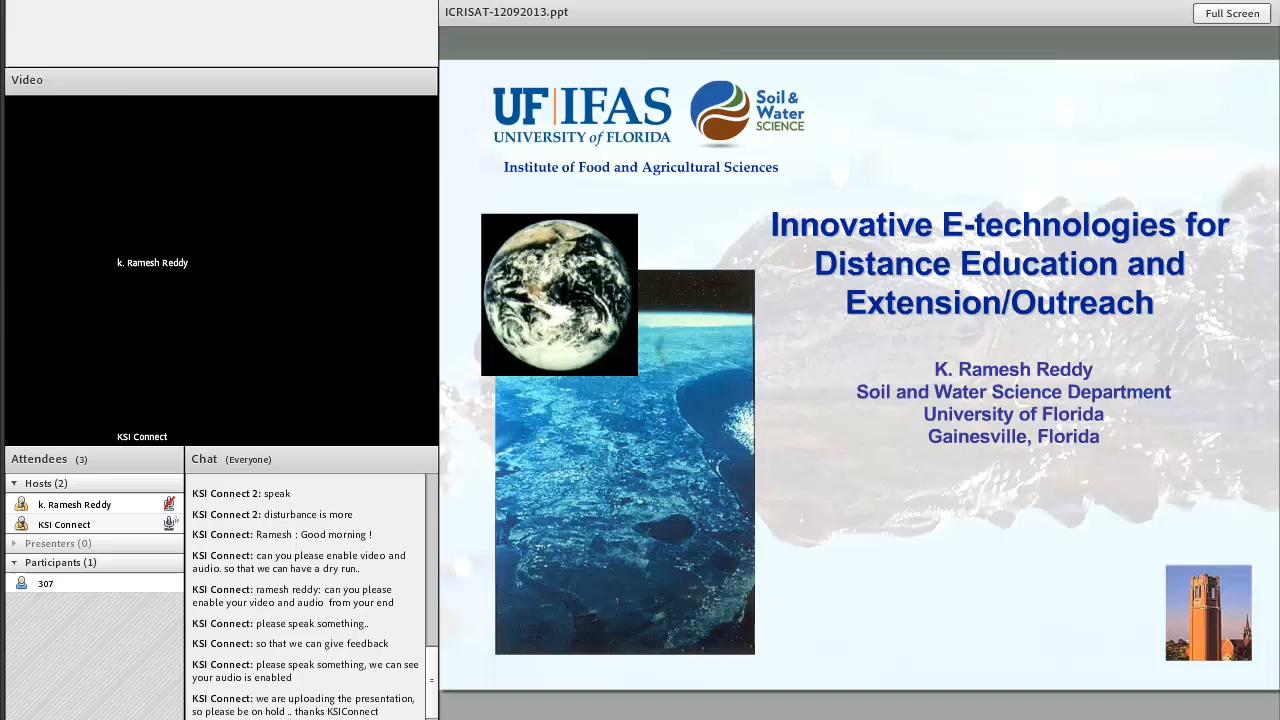 ICRISAT-12092013.ppt
Full Screen
Video
k. Ramesh Reddy
KSI Connect
Attendees (3)
Hosts (2)
k. Ramesh Reddy
KSI Connect
Presenters (0)
Participants (1)
307
Chat (Everyone)
KSI Connect 2: speak
KSI Connect 2: disturbance is more
KSI Connect: Ramesh : Good morning !
KSI Connect: can you please enable video and
audio. so that we can have a dry run..
KSI Connect: ramesh reddy: can you please
enable your video and audio from your end
KSI Connect: please speak something..
KSI Connect: so that we can give feedback
KSI Connect: please speak something, we can see
your audio is enabled
KSI Connect: we are uploading the presentation,
so please be on hold .. thanks KSIConnect
UF IFAS
UNIVERSITY of FLORIDA
Soil &
Water
SCIENCE
Institute of Food and Agricultural Sciences
Innovative E-technologies for
Distance Education and
Extension/Outreach
K. Ramesh Reddy
Soil and Water Science Department
University of Florida
Gainesville, Florida